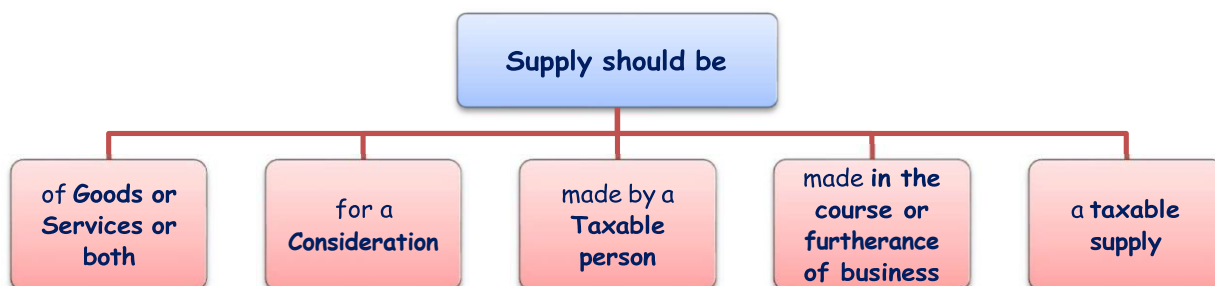 Supply should be
of Goods or
Services or
both
for a
Consideration
made by a
Taxable
person
made in the
course or
furtherance
of business
a taxable
supply